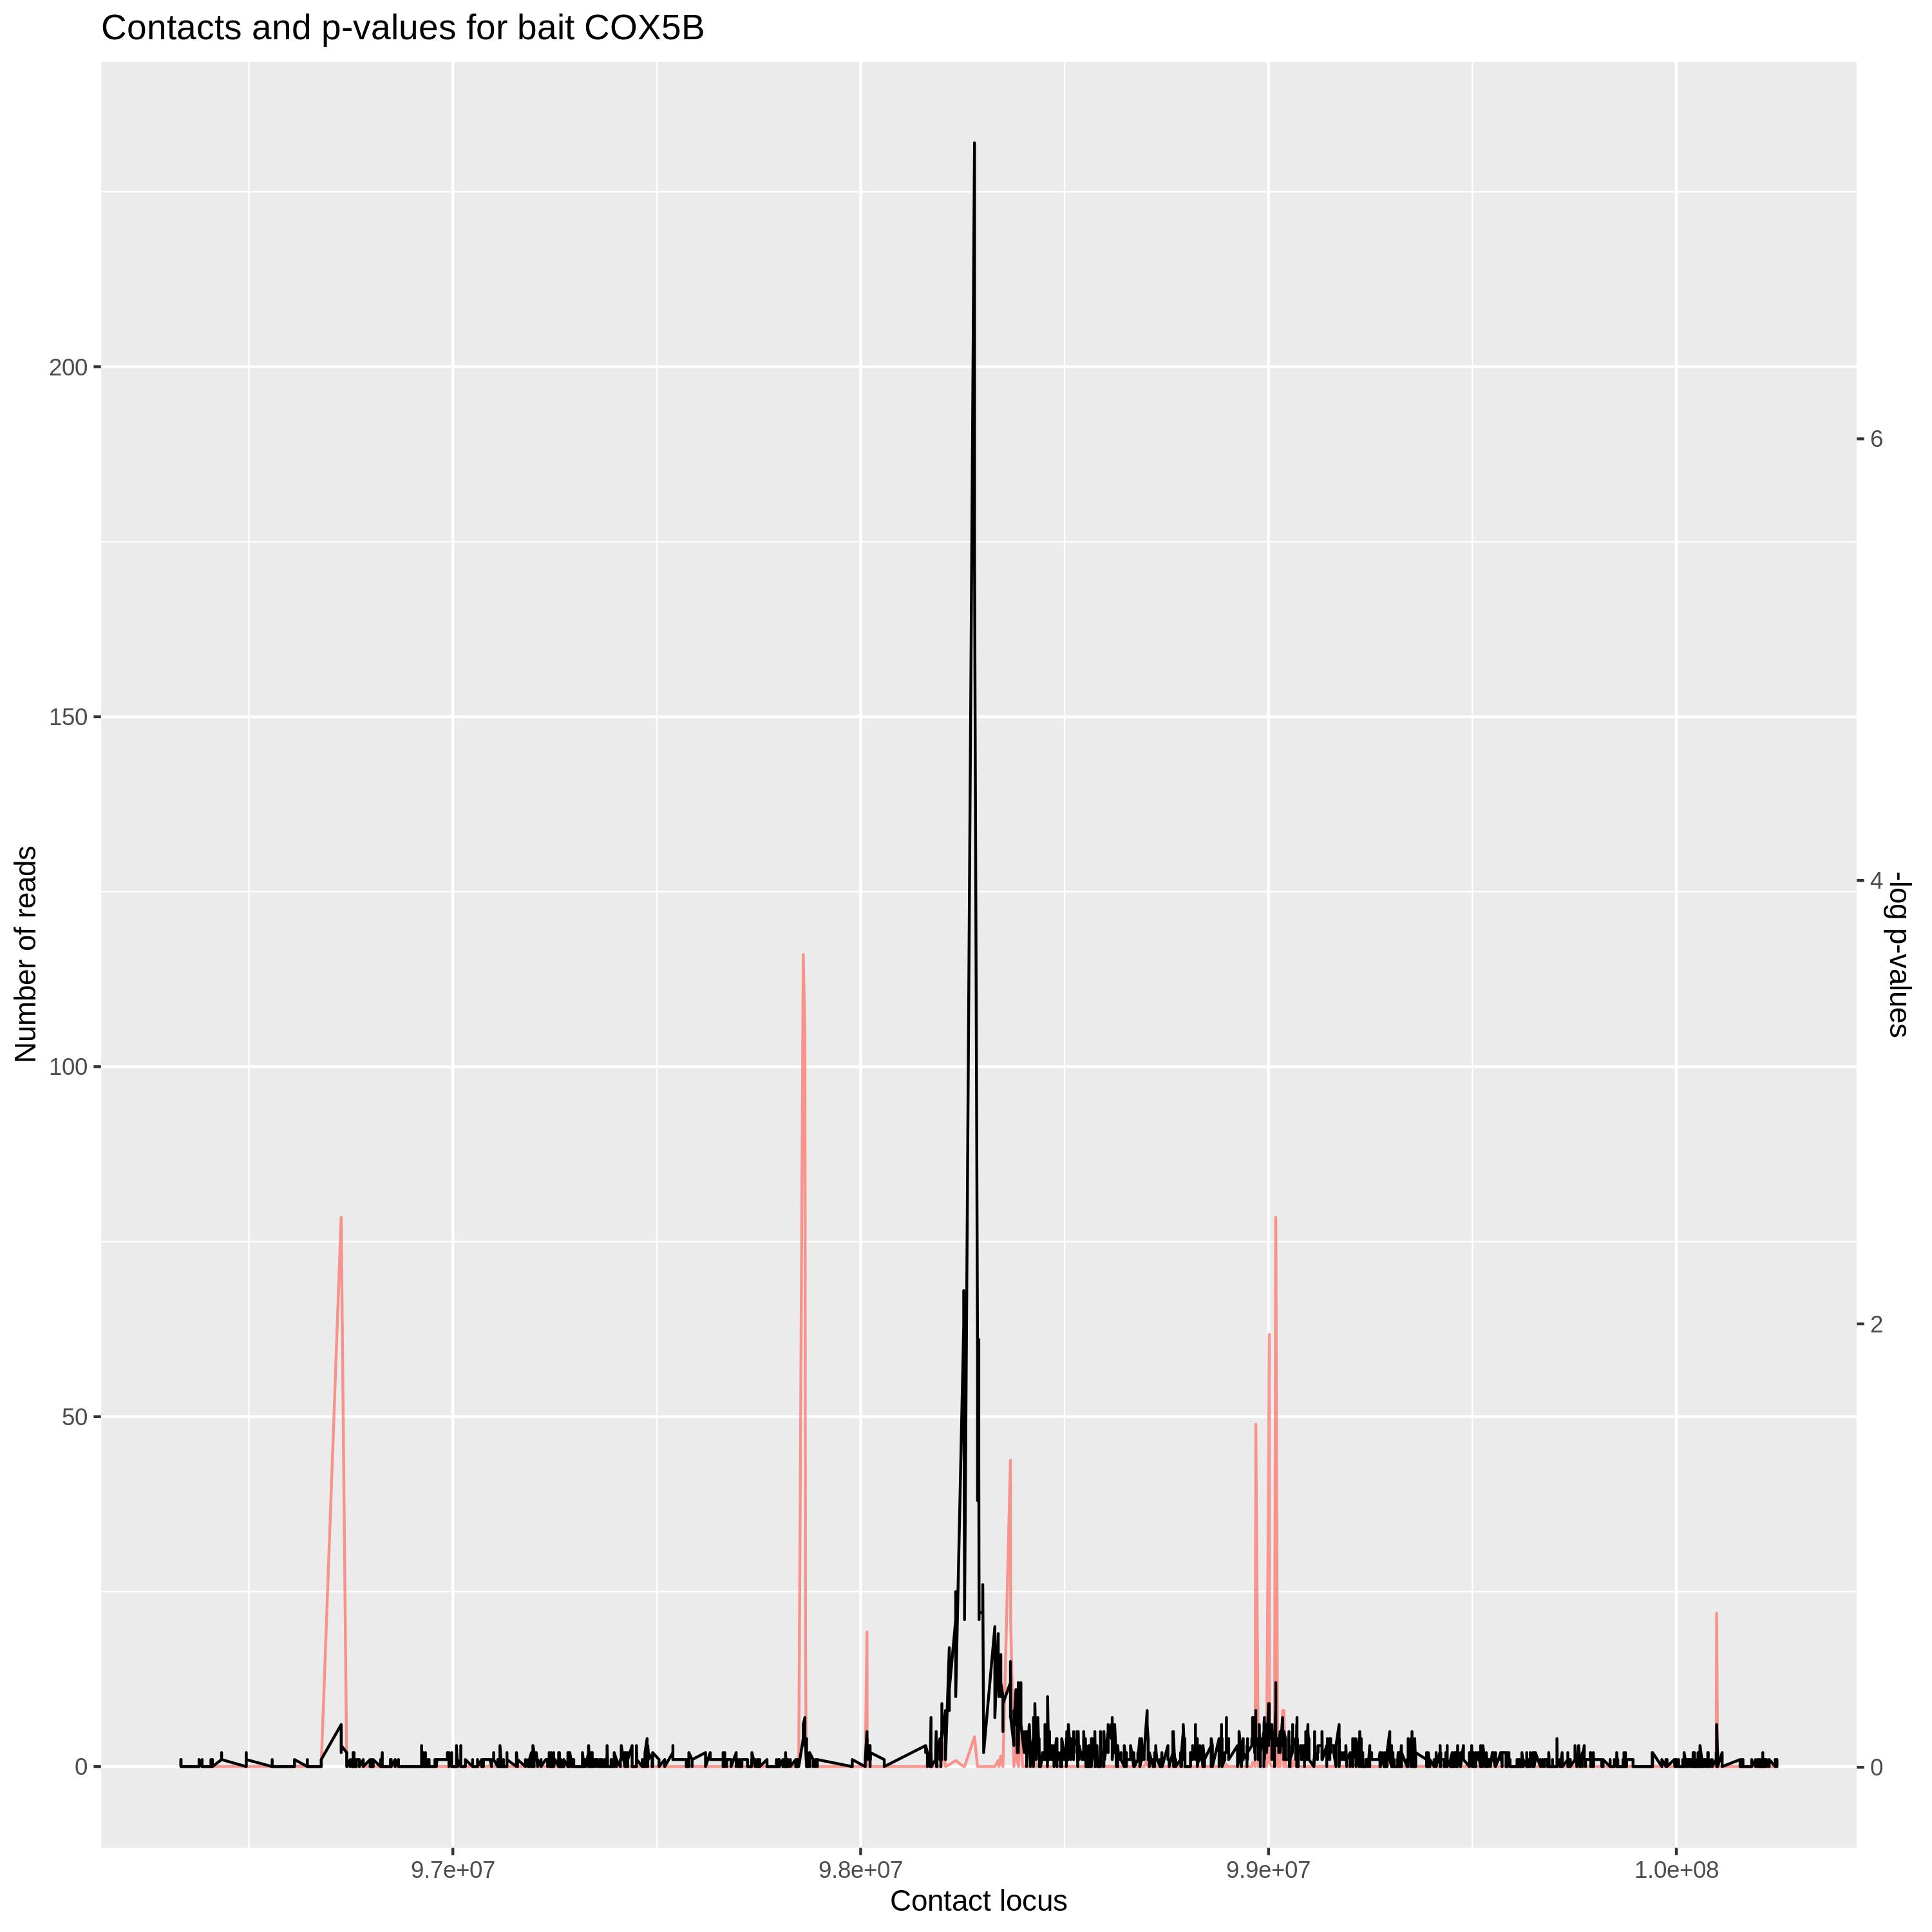 Contacts and p-values for bait COX5B
Number of reads
200
150
100
50
0
6
4
2
0
-log p-values
9.7e+07
9.8e+07
9.9e+07
1.0e+08
Contact locus